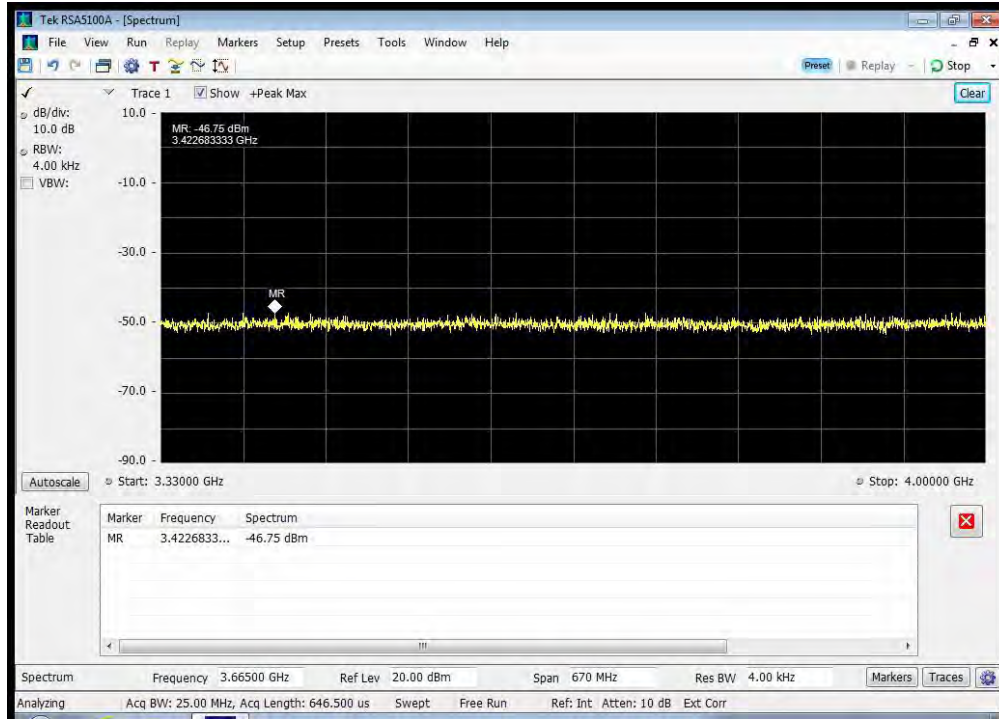 Tek RSA5100A - [Spectrum]
File View Run Replay Markers Setup Presets Tools Window Help
T Preset Replay Stop
Trace 1 Show +Peak Max Clear
dB/div:
10.0 dB
RBW:
4.00 kHz
VBW:
10.0
-10.0
-30.0
-50.0
-70.0
-90.0
MR: -46.75 dBm
3.422683333 GHz
MR
Autoscale Start: 3.33000 GHz Stop: 4.00000 GHz
Marker
Readout
Table
Marker Frequency Spectrum
MR 3.4226833... -46.75 dBm
Spectrum Frequency 3.66500 GHz Ref Lev 20.00 dBm Span 670 MHz Res BW 4.00 kHz Markers Traces
Analyzing Acq BW: 25.00 MHz, Acq Length: 646.500 us Swept Free Run Ref: Int Atten: 10 dB Ext Corr